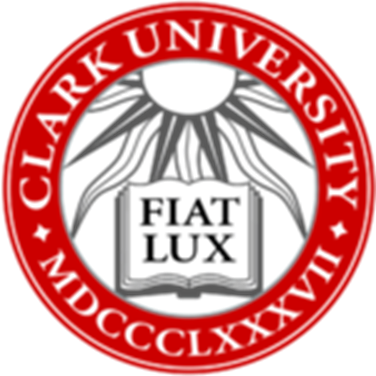 CLARK UNIVERSITY
FIAT
LUX
MDCCCLXXXVII